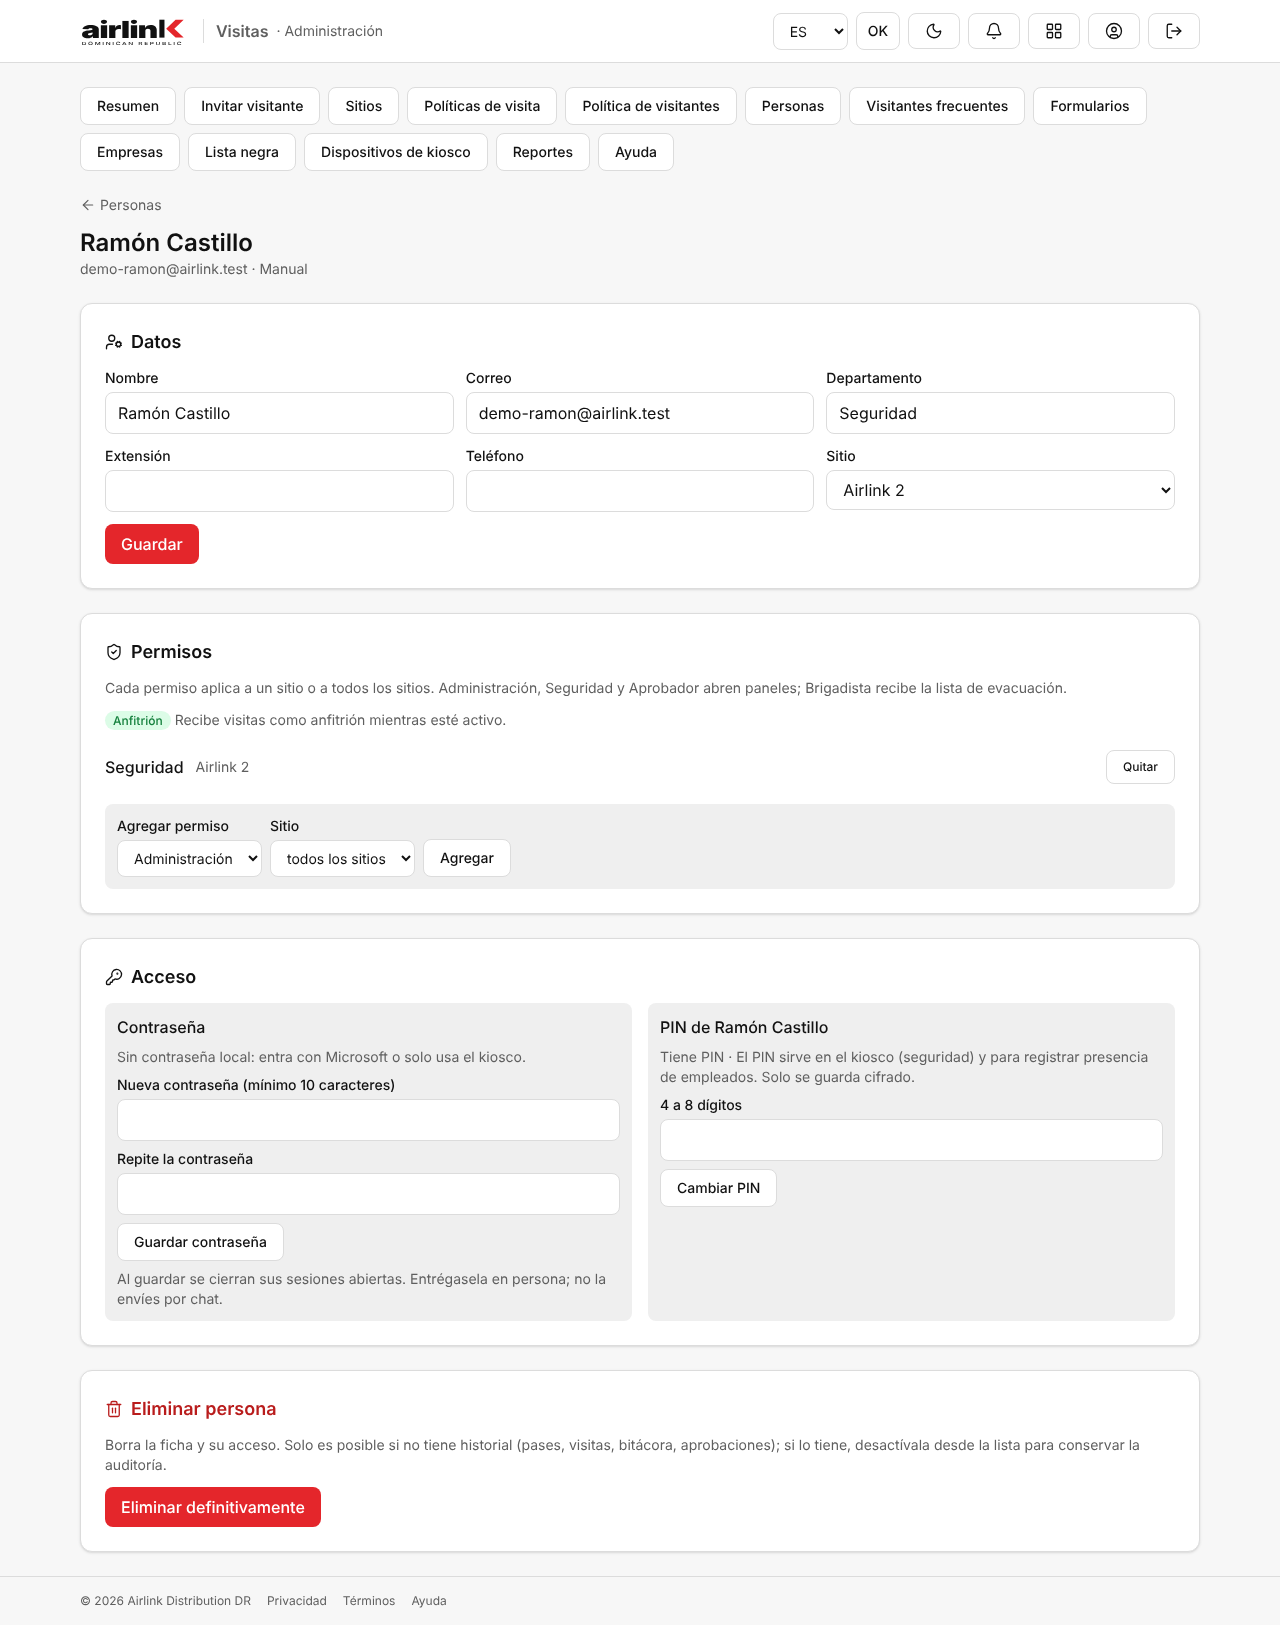 airlink
DOMINICAN REPUBLIC
Visitas · Administración
ES
OK
Resumen
Invitar visitante
Sitios
Políticas de visita
Política de visitantes
Personas
Visitantes frecuentes
Formularios
Empresas
Lista negra
Dispositivos de kiosco
Reportes
Ayuda
← Personas
Ramón Castillo
demo-ramon@airlink.test · Manual
Datos
Nombre
Correo
Departamento
Ramón Castillo
demo-ramon@airlink.test
Seguridad
Extensión
Teléfono
Sitio
Airlink 2
Guardar
Permisos
Cada permiso aplica a un sitio o a todos los sitios. Administración, Seguridad y Aprobador abren paneles; Brigadista recibe la lista de evacuación.
Anfitrión Recibe visitas como anfitrión mientras esté activo.
Seguridad Airlink 2
Quitar
Agregar permiso
Sitio
Administración
todos los sitios
Agregar
Acceso
Contraseña
Sin contraseña local: entra con Microsoft o solo usa el kiosco.
Nueva contraseña (mínimo 10 caracteres)
Repite la contraseña
Guardar contraseña
Al guardar se cierran sus sesiones abiertas. Entrégasela en persona; no la
envíes por chat.
PIN de Ramón Castillo
Tiene PIN · El PIN sirve en el kiosco (seguridad) y para registrar presencia
de empleados. Solo se guarda cifrado.
4 a 8 dígitos
Cambiar PIN
Eliminar persona
Borra la ficha y su acceso. Solo es posible si no tiene historial (pases, visitas, bitácora, aprobaciones); si lo tiene, desactívala desde la lista para conservar la
auditoría.
Eliminar definitivamente
© 2026 Airlink Distribution DR
Privacidad
Términos
Ayuda